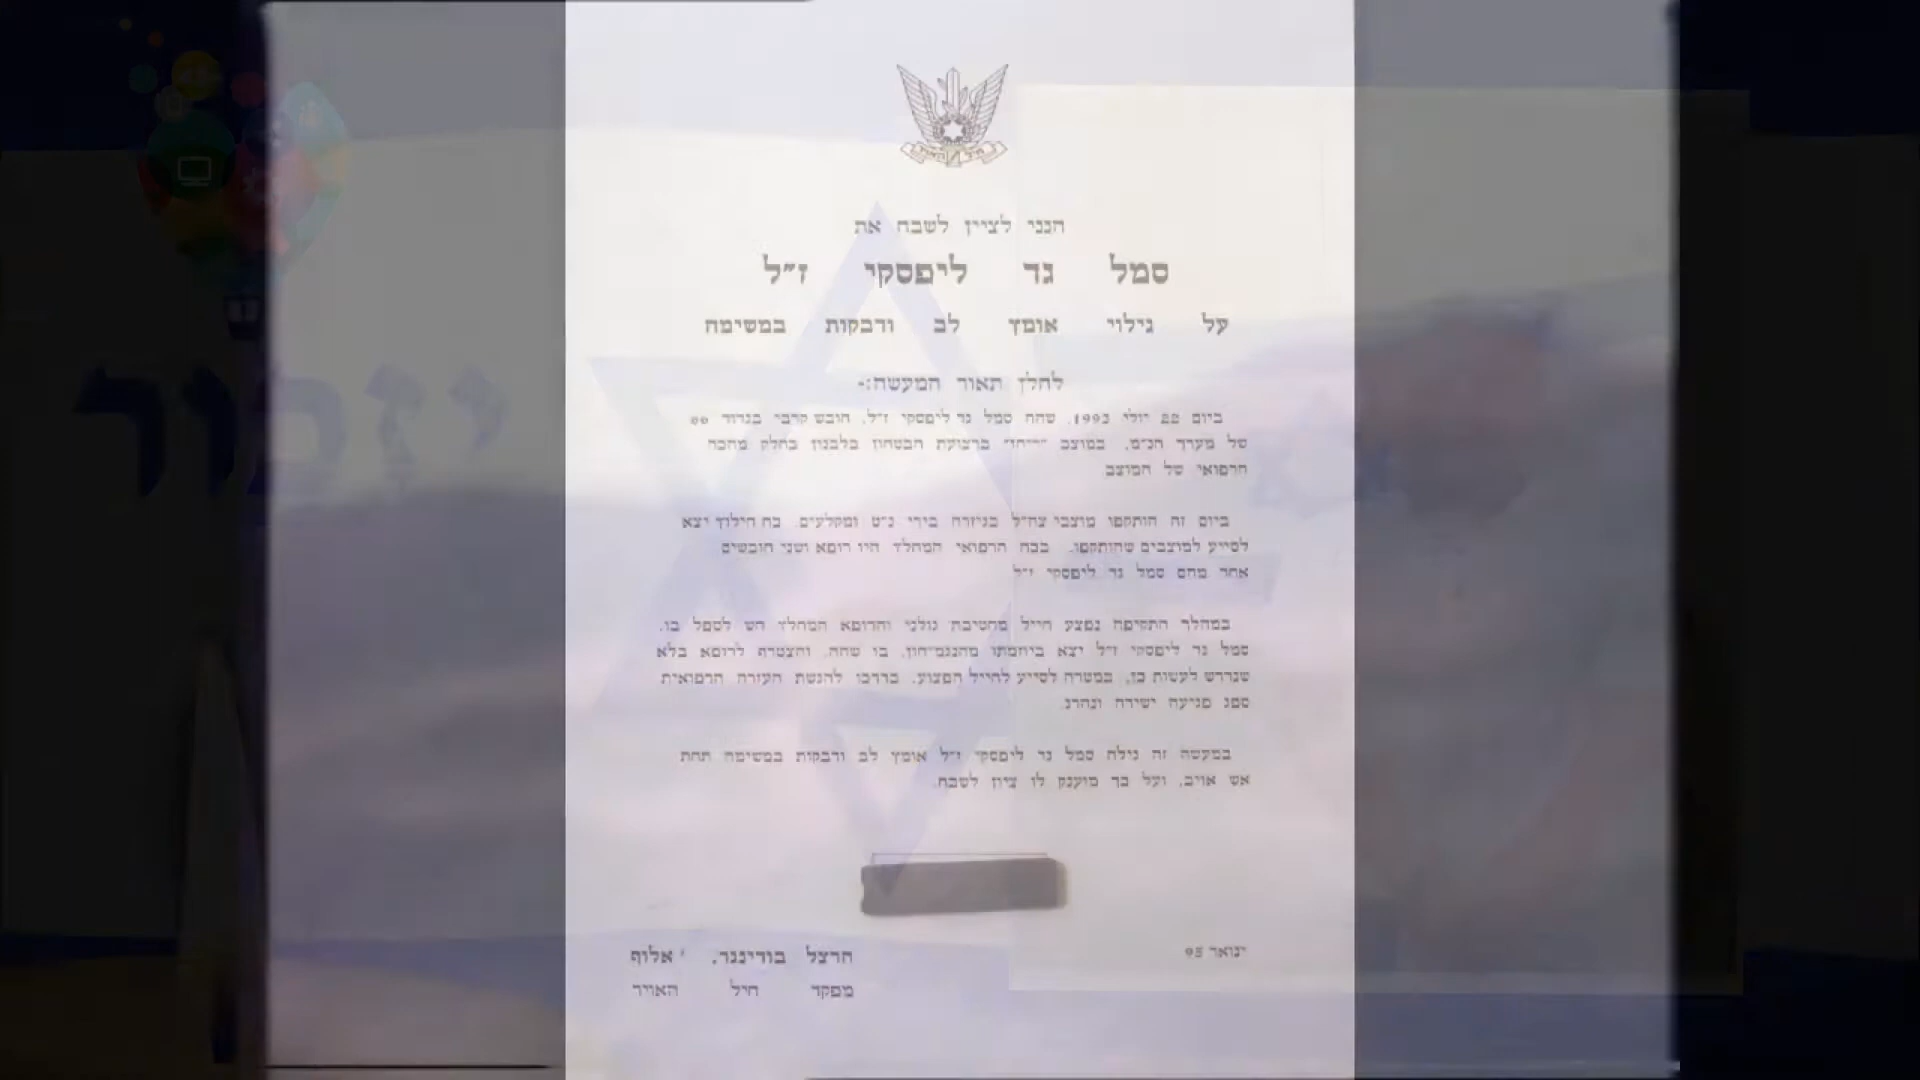 הנני לציין לשבח את
סמל גד ליפסקי ז״ל
על גילוי אומץ לב ודבקות במשימה
להלן תאור המעשה:-
ביום 22 יולי 1993, שהה סמל גד ליפסקי ז״ל, חובש קרבי בגדוד
של מערך הנ״מ, במוצב ברצועת הבטחון בלבנון כחלק מהכח
הרפואי של המוצב
ביום זה הותקפו מוצבי צה״ל בגיזרה בירי נ״ט ומקלעים. כח חילוץ יצא
לסייע למוצבים שהותקפו. בכח הרפואי המחלץ היו רופא ושני חובשים
אחד מהם סמל גד ליפסקי ז״ל
במהלך התקיפה נפצע חייל מחטיבת גולני והרופא המחלץ חש לטפל בו.
סמל גד ליפסקי ז״ל יצא ביוזמתו מהנגמ״חון, בו שהה, והצטרף לרופא בלא
שנדרש לעשות כן, במטרה לסייע לחייל הפצוע. בדרכו להגשת העזרה הרפואית
ספג פגיעה ישירה ונהרג.
במעשה זה גילה סמל גד ליפסקי ז״ל אומץ לב ודבקות במשימה תחת
אש אויב, ועל כך מוענק לו ציון לשבח.
ינואר 95
הרצל בודינגר, אלוף
מפקד חיל האויר
יזכור